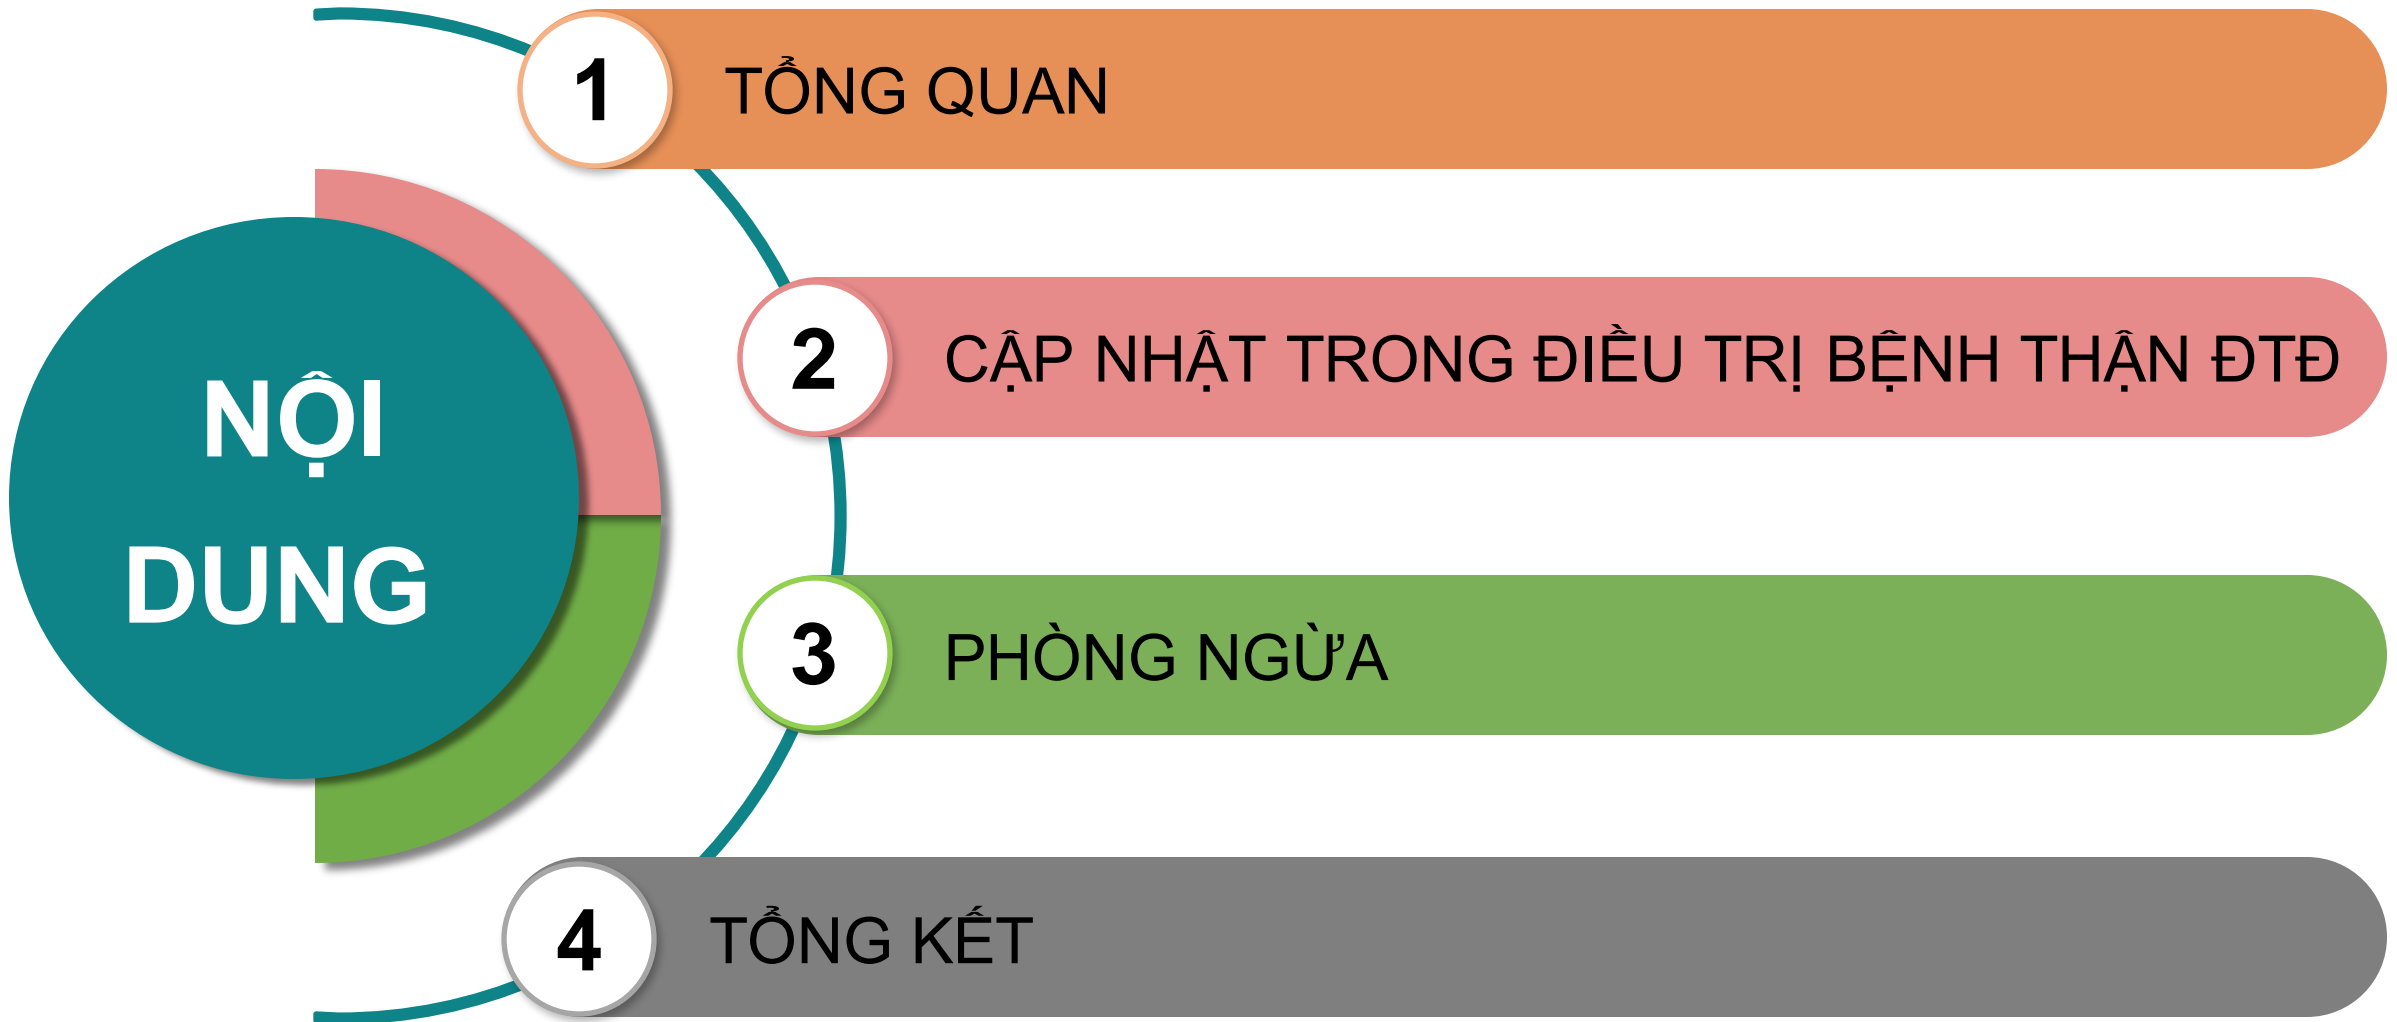 NỘI
DUNG
1
TỔNG QUAN
2
CẬP NHẬT TRONG ĐIỀU TRỊ BỆNH THẬN ĐTĐ
3
PHÒNG NGỪA
4
TỔNG KẾT